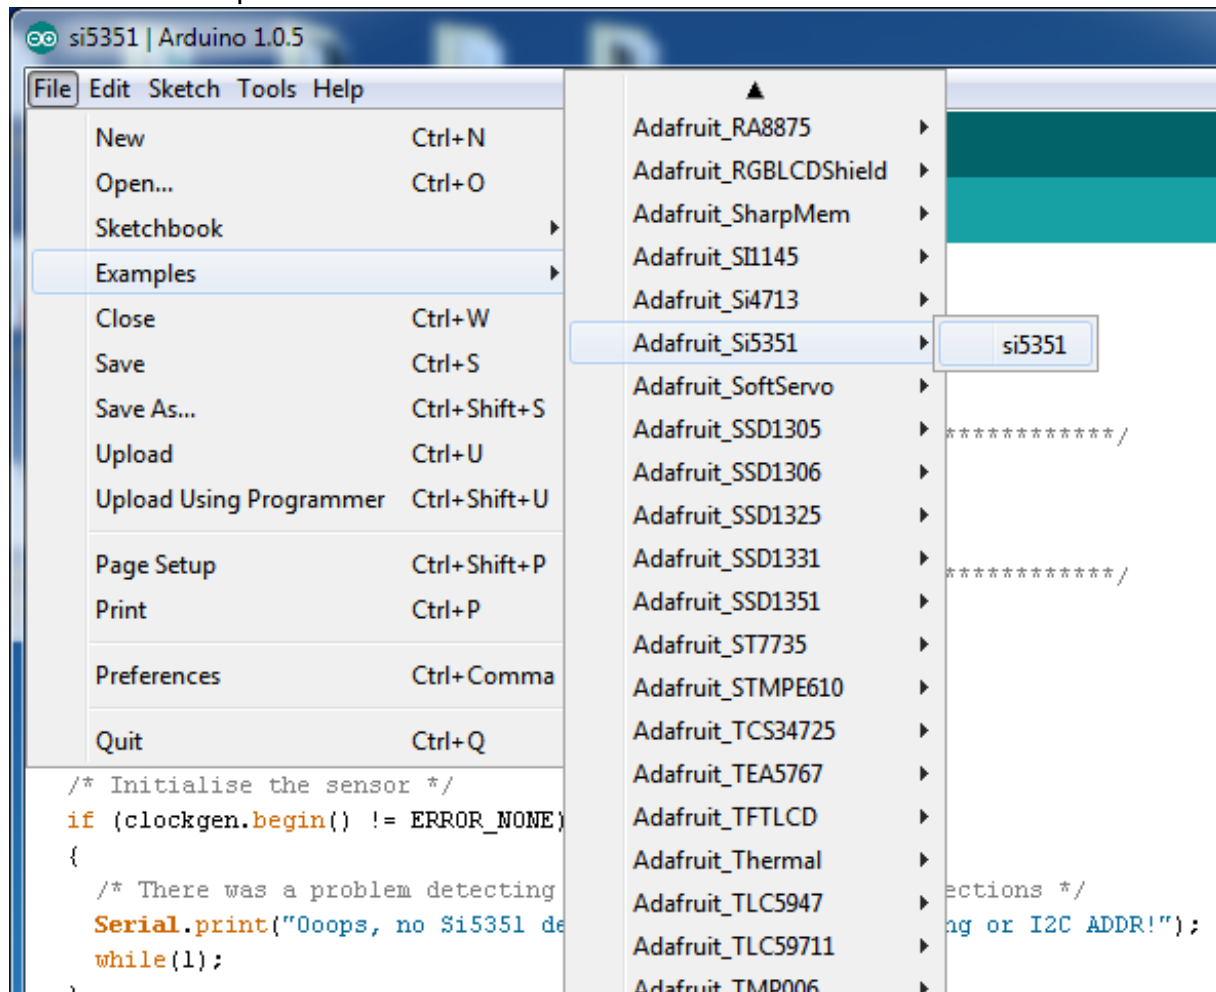 si5351 | Arduino 1.0.5
File Edit Sketch Tools Help
New Ctrl+N
Open... Ctrl+O
Sketchbook
Examples
Close Ctrl+W
Save Ctrl+S
Save As... Ctrl+Shift+S
Upload Ctrl+U
Upload Using Programmer Ctrl+Shift+U
Page Setup Ctrl+Shift+P
Print Ctrl+P
Preferences Ctrl+Comma
Quit Ctrl+Q
Adafruit_RA8875
Adafruit_RGBLCDShield
Adafruit_SharpMem
Adafruit_SI1145
Adafruit_Si4713
Adafruit_Si5351
Adafruit_SoftServo
Adafruit_SSD1305
Adafruit_SSD1306
Adafruit_SSD1325
Adafruit_SSD1331
Adafruit_SSD1351
Adafruit_ST7735
Adafruit_STMPE610
Adafruit_TCS34725
Adafruit_TEA5767
Adafruit_TFTLCD
Adafruit_Thermal
Adafruit_TLC5947
Adafruit_TLC59711
Adafruit_TMP006
si5351
************/
************/
/* Initialise the sensor */
if (clockgen.begin() != ERROR_NONE)
{
/* There was a problem detecting ections */
Serial.print("Ooops, no Si5351 de ng or I2C ADDR!");
while(1);